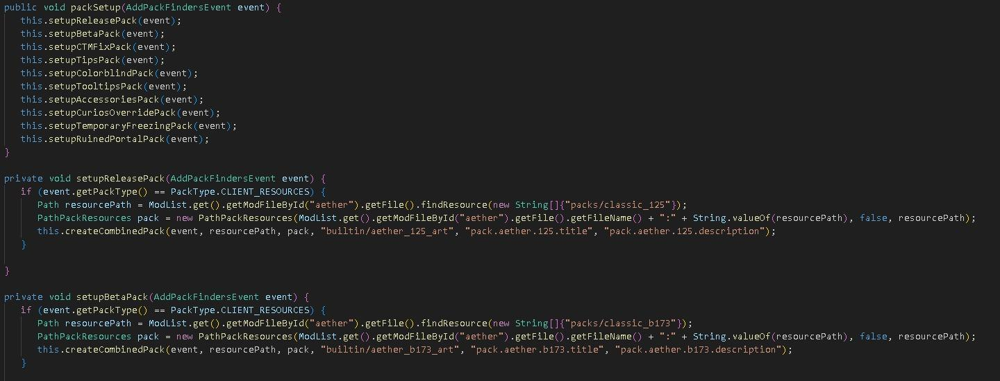 public void packSetup(AddPackFindersEvent event) {
this.setupReleasePack(event);
this.setupBetaPack(event);
this.setupCTMFixPack(event);
this.setupTipsPack(event);
this.setupColorblindPack(event);
this.setupTooltipsPack(event);
this.setupAccessoriesPack(event);
this.setupCuriosOverridePack(event);
this.setupTemporaryFreezingPack(event);
this.setupRuinedPortalPack(event);
}
private void setupReleasePack(AddPackFindersEvent event) {
if (event.getPackType() == PackType.CLIENT_RESOURCES) {
Path resourcePath = ModList.get().getModFileById("aether").getFile().findResource(new String[]{"packs/classic_125"});
PathPackResources pack = new PathPackResources(ModList.get().getModFileById("aether").getFile().getFileName() + ":" + String.valueOf(resourcePath), false, resourcePath);
this.createCombinedPack(event, resourcePath, pack, "builtin/aether_125_art", "pack.aether.125.title", "pack.aether.125.description");
}
}
private void setupBetaPack(AddPackFindersEvent event) {
if (event.getPackType() == PackType.CLIENT_RESOURCES) {
Path resourcePath = ModList.get().getModFileById("aether").getFile().findResource(new String[]{"packs/classic_b173"});
PathPackResources pack = new PathPackResources(ModList.get().getModFileById("aether").getFile().getFileName() + ":" + String.valueOf(resourcePath), false, resourcePath);
this.createCombinedPack(event, resourcePath, pack, "builtin/aether_b173_art", "pack.aether.b173.title", "pack.aether.b173.description");
}